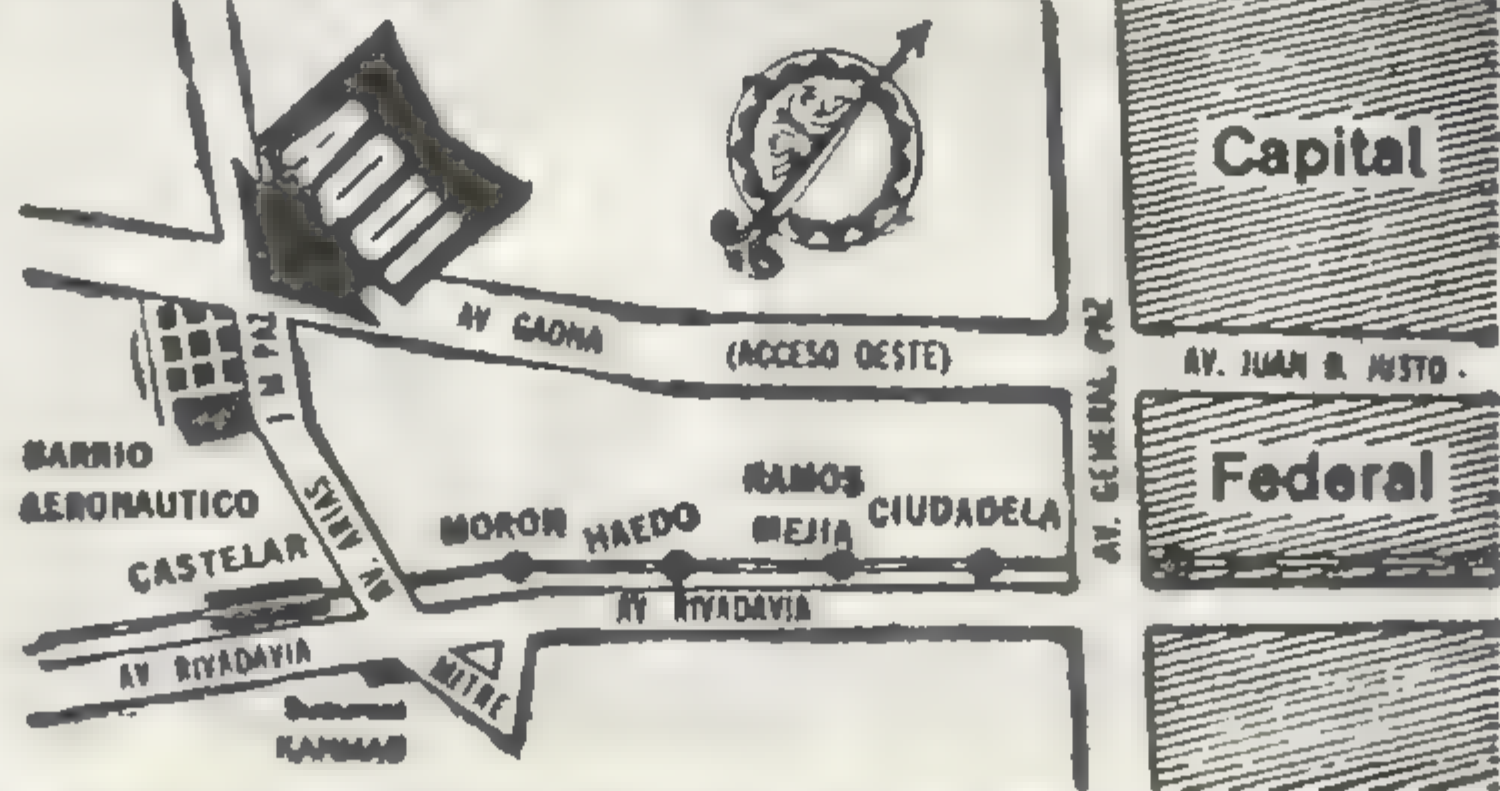 AQUI
Capital
AV GAONA
(ACCESO OESTE)
AV. JUAN B. JUSTO.
AV. GENERAL PAZ
BARRIO
AERONAUTICO
Federal
AV. ARIAS
CASTELAR
MORON
HAEDO
RAMOS
MEJIA
CIUDADELA
AV RIVADAVIA
AV RIVADAVIA
MITRE